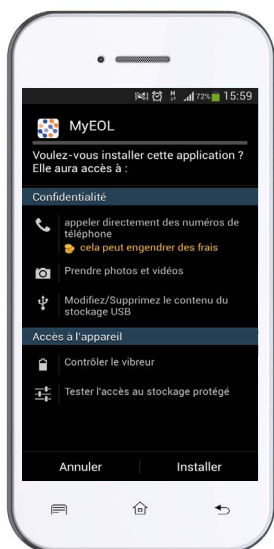 72% 15:59
MyEOL
Voulez-vous installer cette application ?
Elle aura accès à :
Confidentialité
appeler directement des numéros de
téléphone
cela peut engendrer des frais
Prendre photos et vidéos
Modifiez/Supprimez le contenu du
stockage USB
Accès à l'appareil
Contrôler le vibreur
Tester l'accès au stockage protégé
Annuler Installer